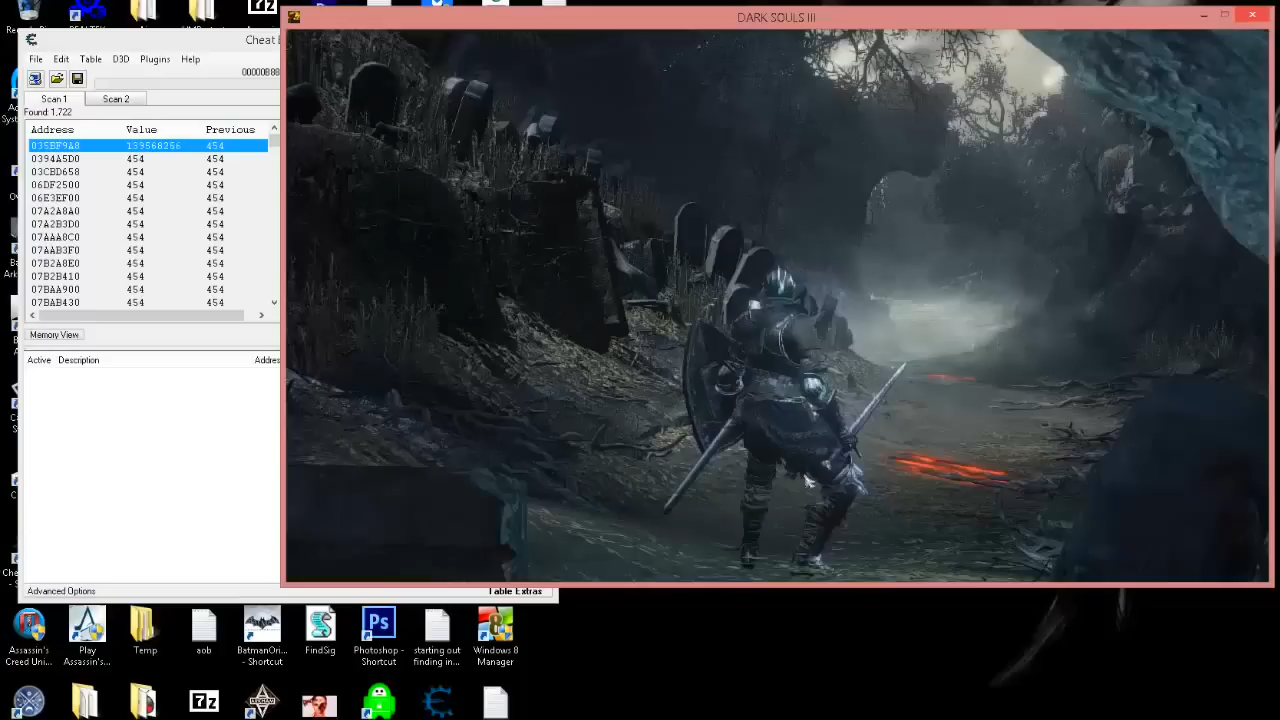 DARK SOULS III
Cheat
File Edit Table D3D Plugins Help
Scan 1 Scan 2
Found: 1,722
Address Value Previous
035BF9A8 139568256 454
0394A5D0 454 454
03CBD658 454 454
06DF2500 454 454
06E3EF00 454 454
07A2A8A0 454 454
07A2B3D0 454 454
07AAA8C0 454 454
07AAB3F0 454 454
07B2A8E0 454 454
07B2B410 454 454
07BAA900 454 454
07BAB430 454 454
Memory View
Active Description
Advanced Options Table Extras
Assassin's
Creed Uni...
Play
Assassin's...
Temp
aob
BatmanOri...
- Shortcut
FindSig
Ps
Photoshop -
Shortcut
starting out
finding in...
Windows 8
Manager
7z